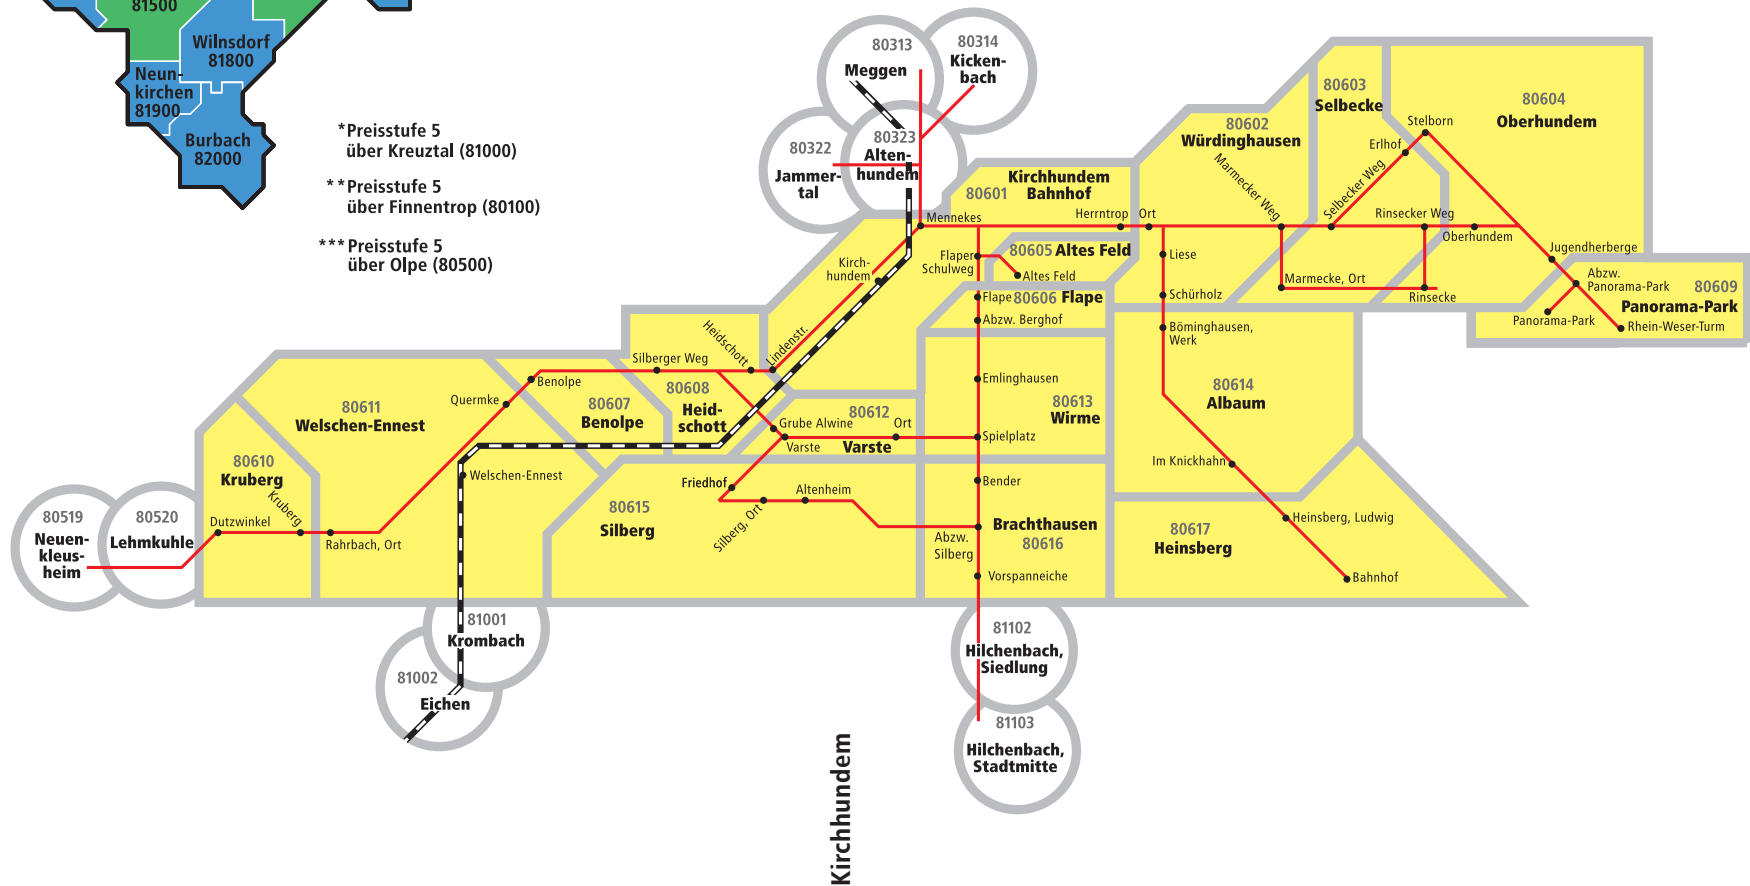 81500
Wilnsdorf
81800
Neun-
kirchen
81900
Burbach
82000
*Preisstufe 5
über Kreuztal (81000)
**Preisstufe 5
über Finnentrop (80100)
***Preisstufe 5
über Olpe (80500)
80313
Meggen
80314
Kicken-
bach
80322
Jammer-
tal
80323
Alten-
hundem
80601
Kirchhundem
Bahnhof
Mennekes
Herrntrop
Ort
Kirch-
hundem
Flaper
Schulweg
80605 Altes Feld
Altes Feld
Flape
80606 Flape
Abzw. Berghof
80602
Würdinghausen
Marmecker Weg
Liese
Schürholz
Marmecke, Ort
80603
Selbecke
Selbecker Weg
Erlhof
Stelborn
80604
Oberhundem
Rinsecker Weg
Oberhundem
Rinsecke
Jugendherberge
Abzw.
Panorama-Park
80609
Panorama-Park
Panorama-Park
Rhein-Weser-Turm
Böminghausen,
Werk
80614
Albaum
Im Knickhahn
80617
Heinsberg
Heinsberg, Ludwig
Bahnhof
Emlinghausen
80613
Wirme
Spielplatz
Bender
Brachthausen
80616
Abzw.
Silberg
Vorspanneiche
Lindenstr.
Heidschott
Silberger Weg
80608
Heid-
schott
80612
Grube Alwine
Ort
Varste
Varste
80607
Benolpe
Benolpe
Quermke
80611
Welschen-Ennest
Welschen-Ennest
80610
Kruberg
Kruberg
Dutzwinkel
Rahrbach, Ort
80615
Silberg
Friedhof
Silberg, Ort
Altenheim
80519
Neuen-
kleus-
heim
80520
Lehmkuhle
81001
Krombach
81002
Eichen
81102
Hilchenbach,
Siedlung
81103
Hilchenbach,
Stadtmitte
Kirchhundem